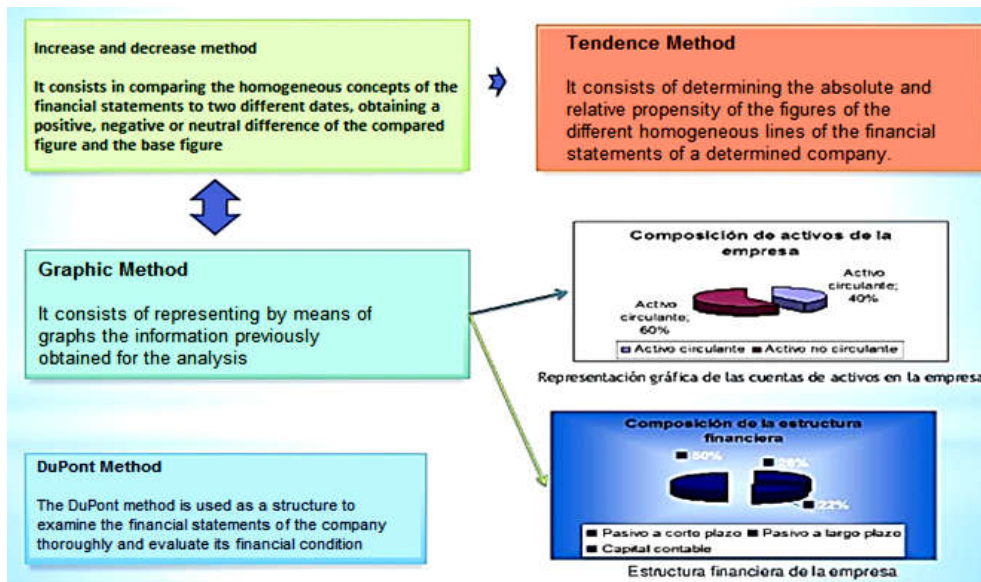 Increase and decrease method
It consists in comparing the homogeneous concepts of the
financial statements to two different dates, obtaining a
positive, negative or neutral difference of the compared
figure and the base figure
Tendence Method
It consists of determining the absolute and
relative propensity of the figures of the
different homogeneous lines of the financial
statements of a determined company.
Graphic Method
It consists of representing by means of
graphs the information previously
obtained for the analysis
Composición de activos de la
empresa
Activo
circulante;
40%
Activo
circulante;
60%
Activo circulante Activo no circulante
Representación gráfica de las cuentas de activos en la empresa
DuPont Method
The DuPont method is used as a structure to
examine the financial statements of the company
thoroughly and evaluate its financial condition
Composición de la estructura
financiera
50%
22%
Pasivo a corto plazo Pasivo a largo plazo
Capital contable
Estructura financiera de la empresa